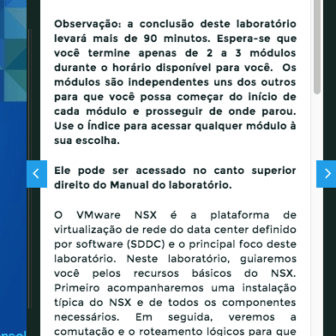 Observação: a conclusão deste laboratório
levará mais de 90 minutos. Espera-se que
você termine apenas de 2 a 3 módulos
durante o horário disponível para você. Os
módulos são independentes uns dos outros
para que você possa começar do início de
cada módulo e prosseguir de onde parou.
Use o Índice para acessar qualquer módulo à
sua escolha.
Ele pode ser acessado no canto superior
direito do Manual do laboratório.
O VMware NSX é a plataforma de
virtualização de rede do data center definido
por software (SDDC) e o principal foco deste
laboratório. Neste laboratório, guiaremos
você pelos recursos básicos do NSX.
Primeiro acompanharemos uma instalação
típica do NSX e de todos os componentes
necessários. Em seguida, veremos a
comutação e o roteamento lógicos para que